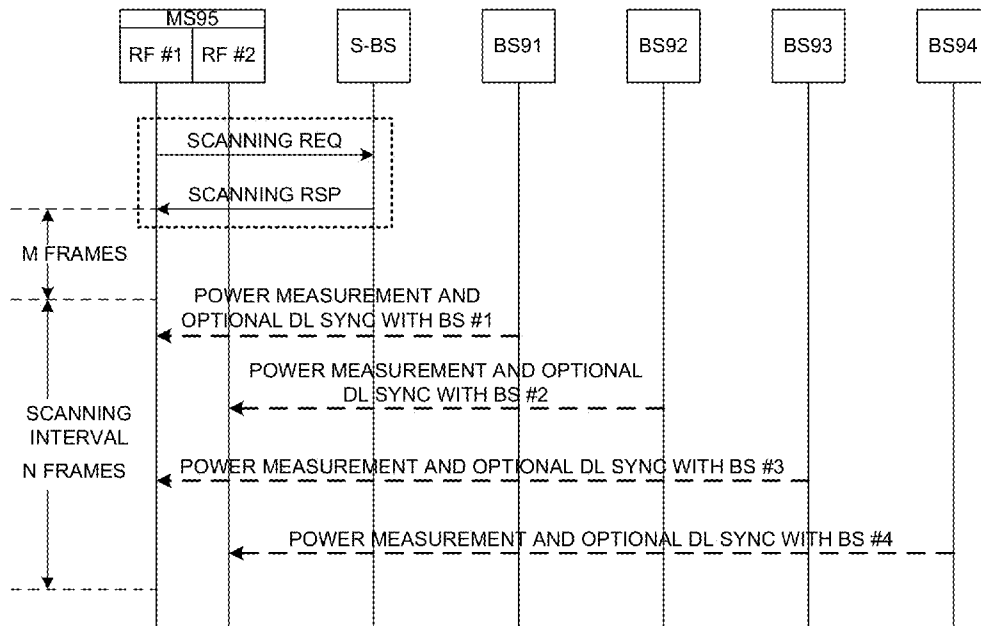 MS95
RF #1
RF #2
S-BS
BS91
BS92
BS93
BS94
SCANNING REQ
SCANNING RSP
M FRAMES
POWER MEASUREMENT AND
OPTIONAL DL SYNC WITH BS #1
POWER MEASUREMENT AND OPTIONAL
DL SYNC WITH BS #2
SCANNING
INTERVAL
N FRAMES
POWER MEASUREMENT AND OPTIONAL DL SYNC WITH BS #3
POWER MEASUREMENT AND OPTIONAL DL SYNC WITH BS #4